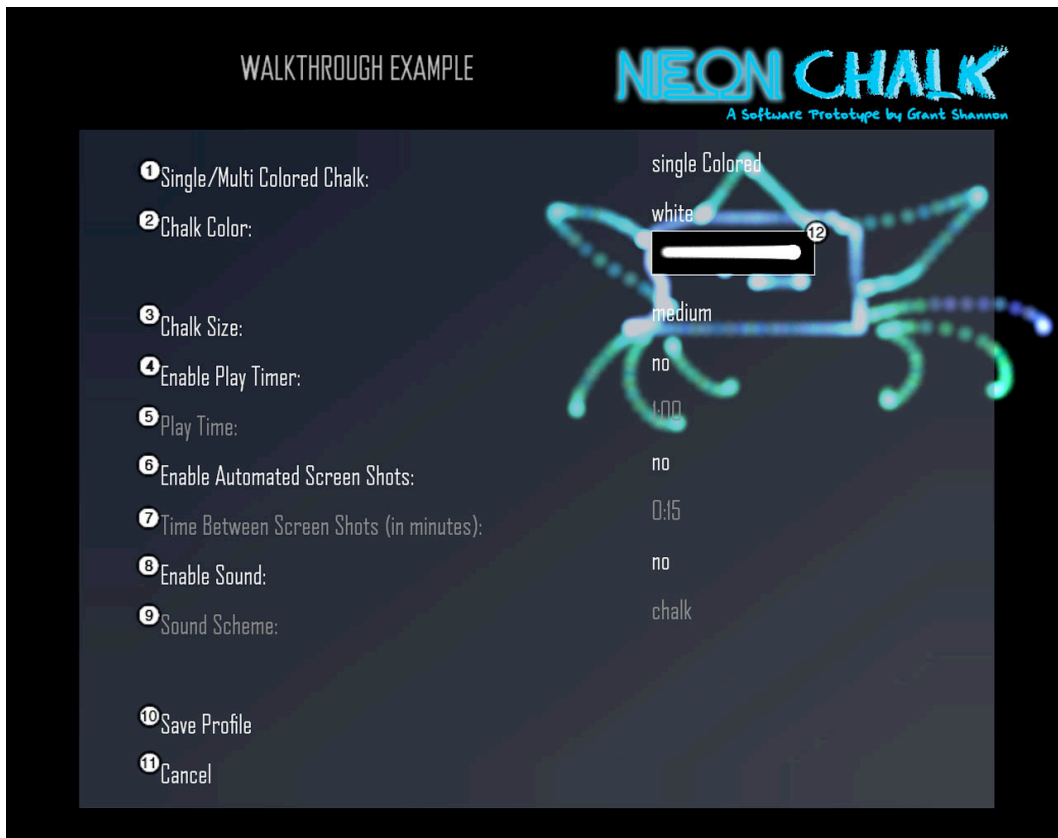 WALKTHROUGH EXAMPLE
NEON CHALK
A Software Prototype by Grant Shannon
1 Single/Multi Colored Chalk: single Colored
2 Chalk Color: white
12
3 Chalk Size: medium
4 Enable Play Timer: no
5 Play Time: 1:00
6 Enable Automated Screen Shots: no
7 Time Between Screen Shots (in minutes): 0:15
8 Enable Sound: no
9 Sound Scheme: chalk
10 Save Profile
11 Cancel